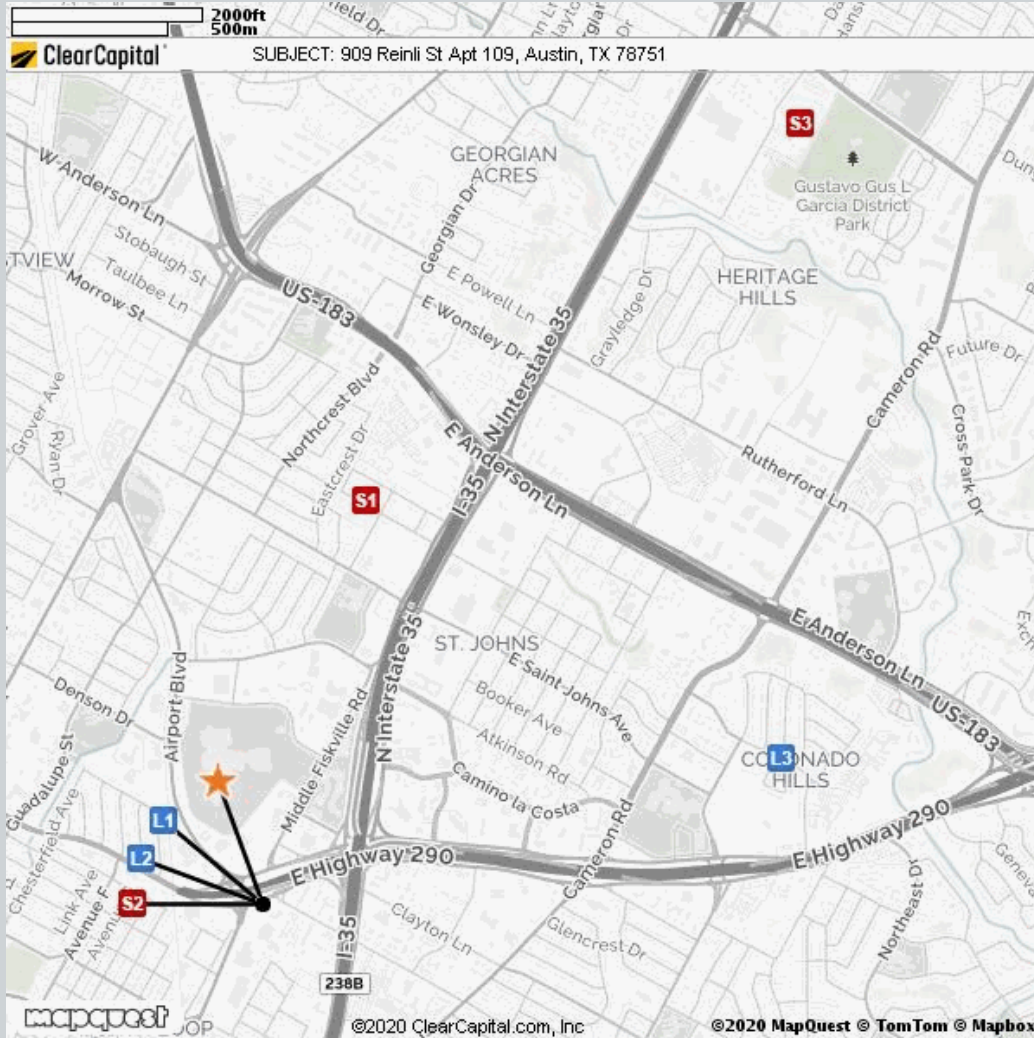 2000ft
500m
ClearCapital
SUBJECT: 909 Reinli St Apt 109, Austin, TX 78751
S3
GEORGIAN
ACRES
Gustavo Gus L
Garcia District
Park
W Anderson Ln
Georgian Dr
Stobaugh St
Taulbee Ln
Morrow St
STVIEW
US-183
E Powell Ln
E Wonsley Dr
N Interstate 35
Grayledge Dr
HERITAGE
HILLS
Cameron Rd
Future Dr
Cross Park Dr
Grover Ave
Ryan Dr
Northcrest Blvd
Eastcrest Dr
E Anderson Ln
I-35
Rutherford Ln
S1
ST. JOHNS
N Interstate 35
E Saint Johns Ave
Booker Ave
Atkinson Rd
E Anderson Ln
US-183
Denson Dr
Airport Blvd
Middle Fiskville Rd
Camino la Costa
L3
CORONADO
HILLS
Guadalupe St
Chesterfield Ave
L1
L2
S2
Link Ave
Avenue F
E Highway 290
Cameron Rd
E Highway 290
Clayton Ln
Glencrest Dr
Northeast Dr
I-35
238B
mapquest
©2020 ClearCapital.com, Inc
©2020 MapQuest © TomTom © Mapbox